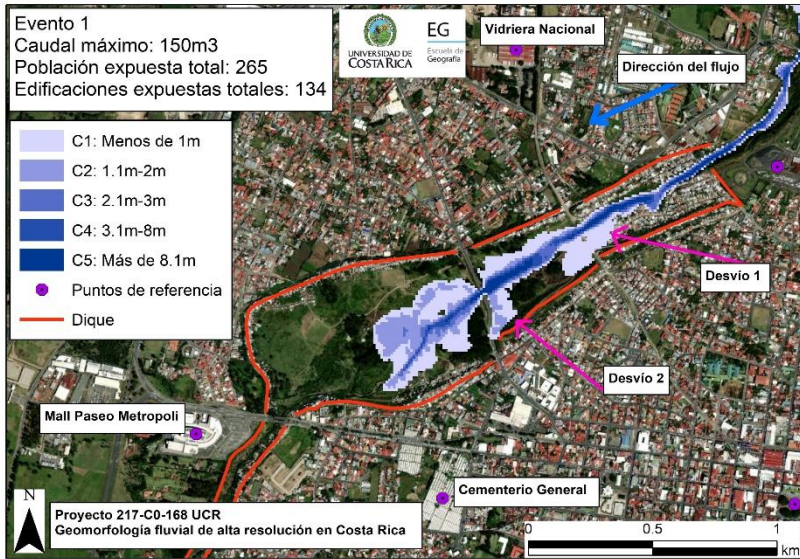 Evento 1
Caudal máximo: 150m3
Población expuesta total: 265
Edificaciones expuestas totales: 134
UNIVERSIDAD DE
COSTA RICA
EG
Escuela de
Geografía
Vidriera Nacional
Dirección del flujo
C1: Menos de 1m
C2: 1.1m-2m
C3: 2.1m-3m
C4: 3.1m-8m
C5: Más de 8.1m
Puntos de referencia
Dique
Desvío 1
Desvío 2
Mall Paseo Metropoli
Cementerio General
N
Proyecto 217-C0-168 UCR
Geomorfología fluvial de alta resolución en Costa Rica
0 0.5 1
km